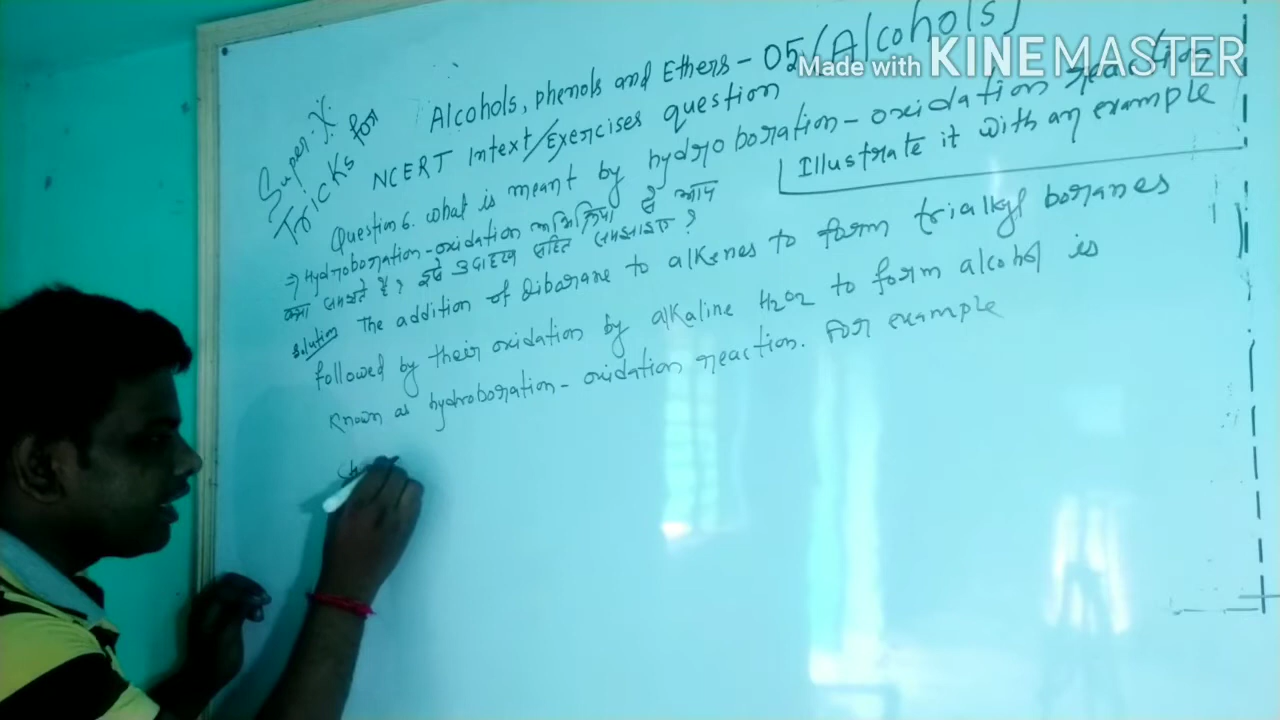 Made with KINEMASTER
Super. X.
Tricks for
Alcohols, phenols and Ethers - 05 (Alcohols)
NCERT Intext/Exercises question
Question 6. What is meant by hydroboration - oxidation reaction
Illustrate it with an example
⇒ Hydroboration-oxidation अभिक्रिया से आप
क्या समझते हैं? इसे उदाहरण सहित समझाइए?
Solution The addition of Diborane to alkenes to form trialkyl boranes
followed by their oxidation by alkaline H2O2 to form alcohol is
Known as hydroboration - oxidation reaction. For example